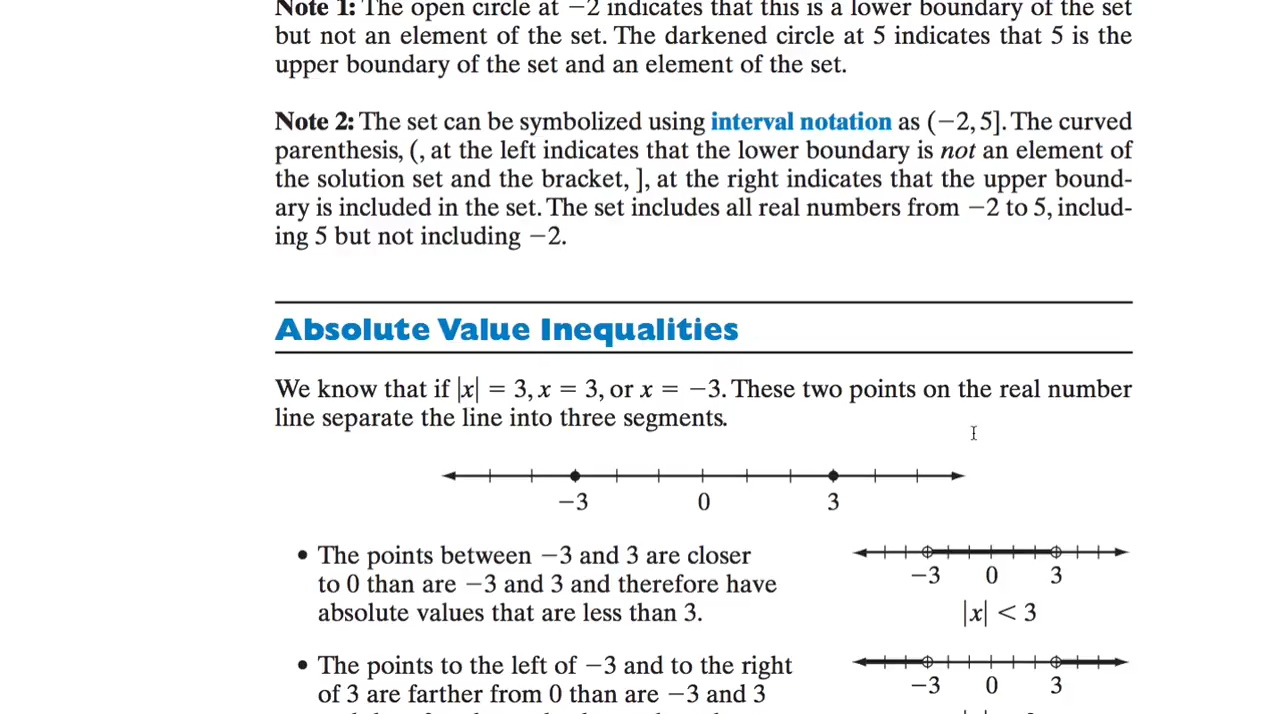 Note 1: The open circle at −2 indicates that this is a lower boundary of the set
but not an element of the set. The darkened circle at 5 indicates that 5 is the
upper boundary of the set and an element of the set.
Note 2: The set can be symbolized using interval notation as (−2, 5]. The curved
parenthesis, (, at the left indicates that the lower boundary is not an element of
the solution set and the bracket, ], at the right indicates that the upper bound-
ary is included in the set. The set includes all real numbers from −2 to 5, includ-
ing 5 but not including −2.
Absolute Value Inequalities
We know that if |x| = 3, x = 3, or x = −3. These two points on the real number
line separate the line into three segments.
−3 0 3
• The points between −3 and 3 are closer
to 0 than are −3 and 3 and therefore have
absolute values that are less than 3.
−3 0 3
|x| < 3
• The points to the left of −3 and to the right
of 3 are farther from 0 than are −3 and 3
−3 0 3